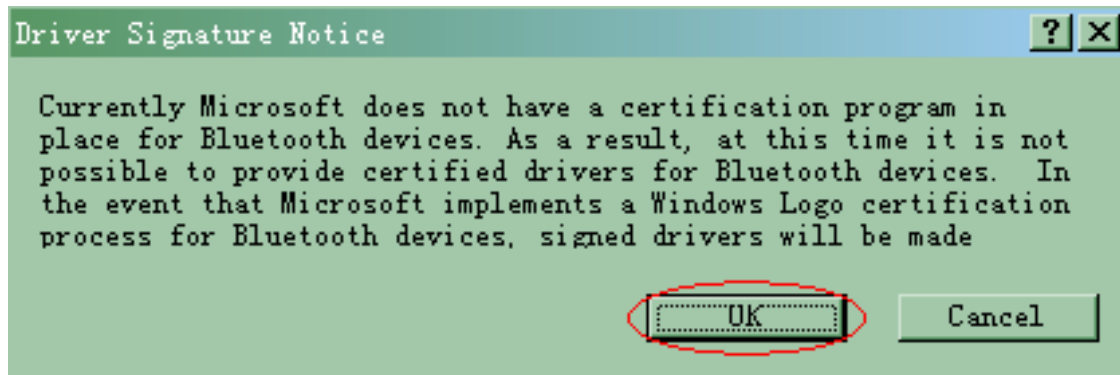 Driver Signature Notice
Currently Microsoft does not have a certification program in
place for Bluetooth devices. As a result, at this time it is not
possible to provide certified drivers for Bluetooth devices.  In
the event that Microsoft implements a Windows Logo certification
process for Bluetooth devices, signed drivers will be made
OK
Cancel